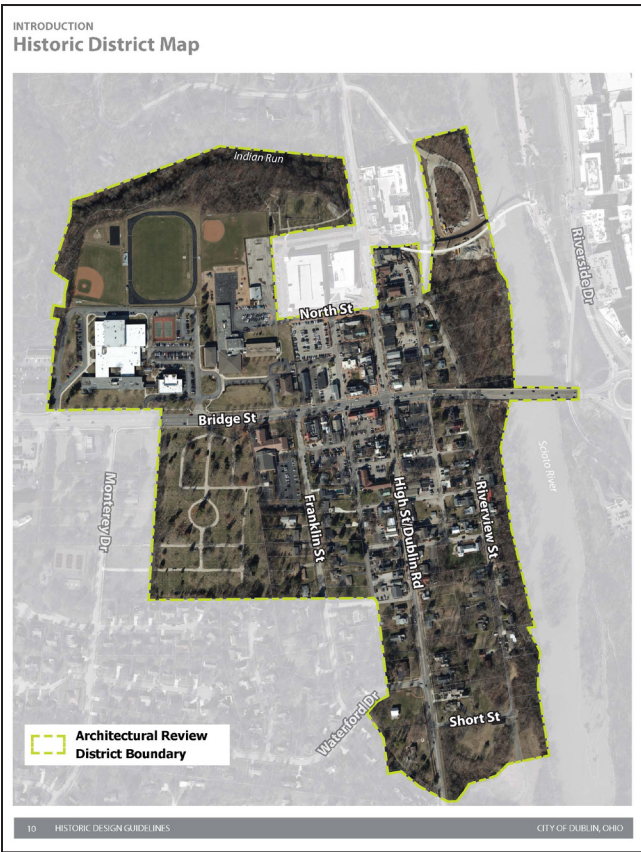 INTRODUCTION
Historic District Map
Indian Run
Riverside Dr
North St
Bridge St
Scioto River
Monterey Dr
Franklin St
High St/Dublin Rd
Riverview St
Waterford Dr
Short St
Architectural Review
District Boundary
10 HISTORIC DESIGN GUIDELINES
CITY OF DUBLIN, OHIO